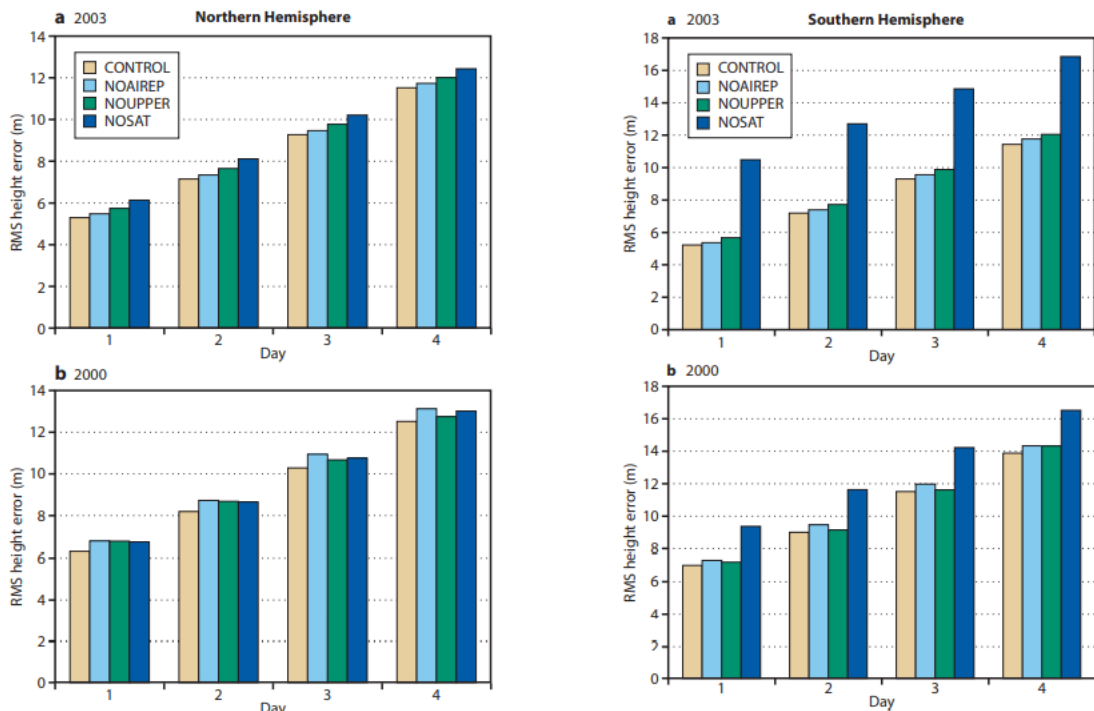 a 2003 Northern Hemisphere
14
12
10
8
6
4
2
0
RMS height error (m)
CONTROL
NOAIREP
NOUPPER
NOSAT
1 2 3 4
Day
b 2000
14
12
10
8
6
4
2
0
RMS height error (m)
1 2 3 4
Day
Southern Hemisphere
a 2003
18
16
14
12
10
8
6
4
2
0
RMS height error (m)
CONTROL
NOAIREP
NOUPPER
NOSAT
1 2 3 4
Day
b 2000
18
16
14
12
10
8
6
4
2
0
RMS height error (m)
1 2 3 4
Day